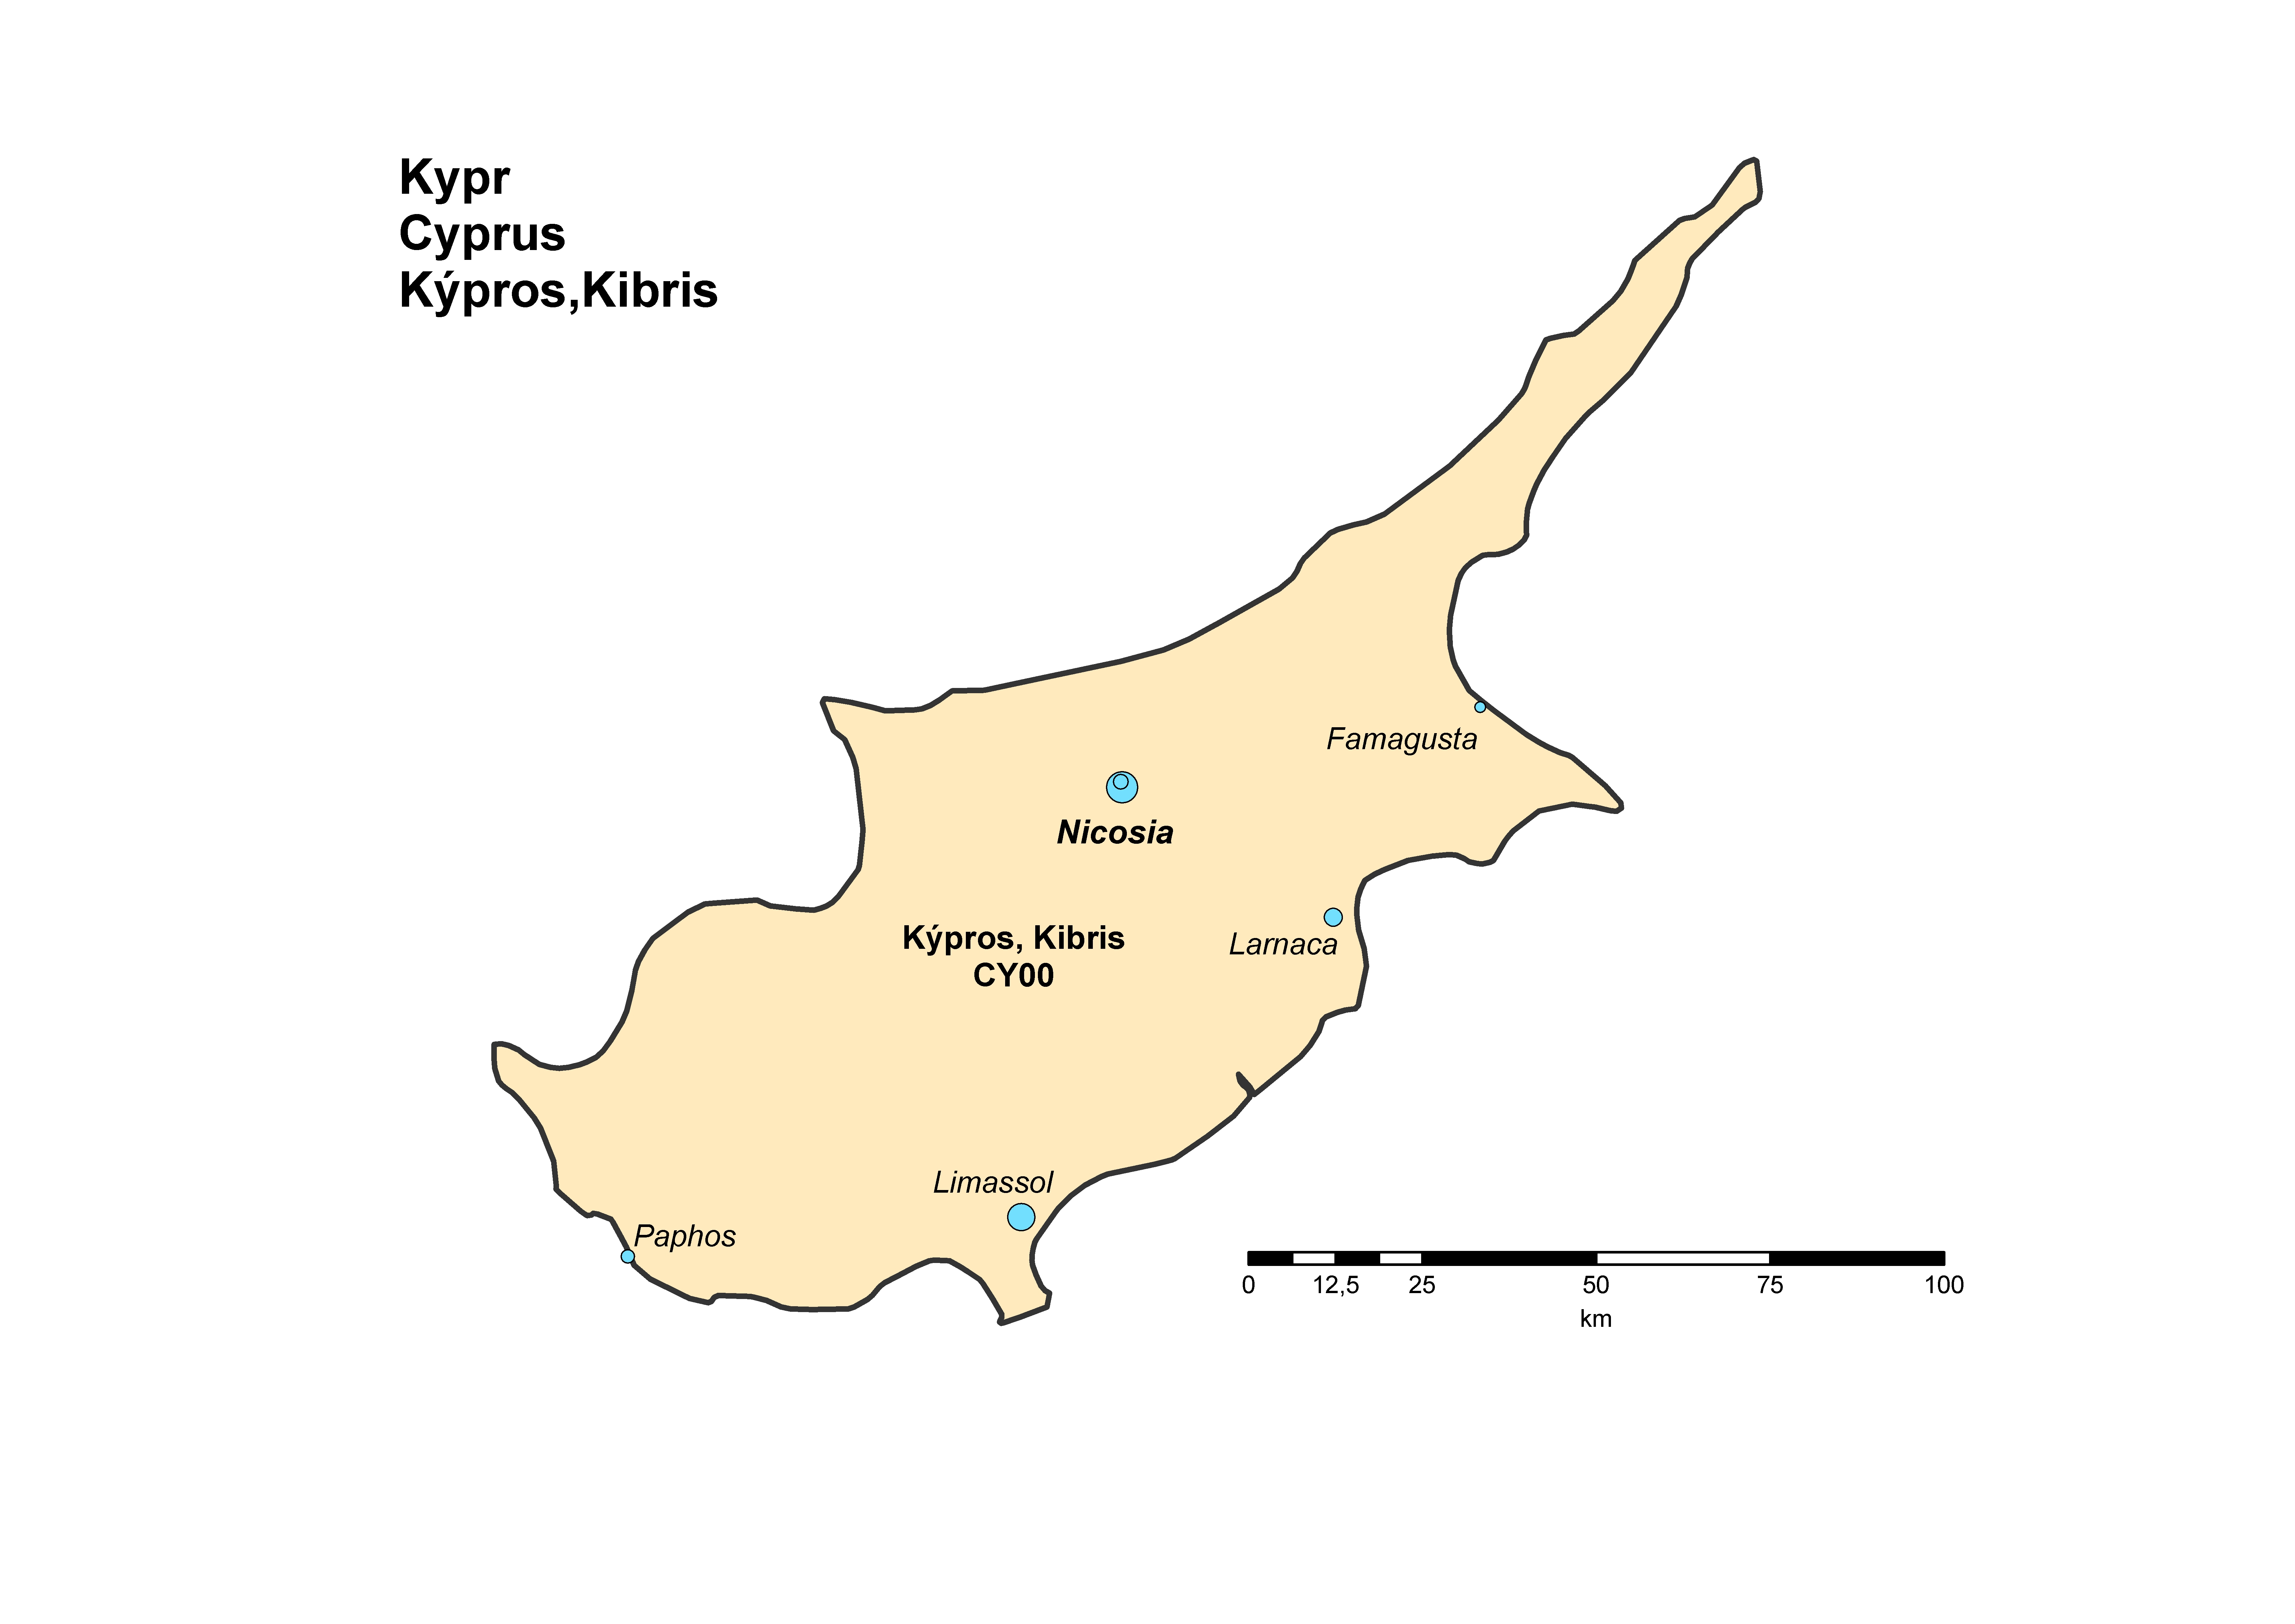 Kypr
Cyprus
Kýpros,Kibris
Famagusta
Nicosia
Kýpros, Kibris
CY00
Larnaca
Limassol
Paphos
0 12,5 25 50 75 100
km